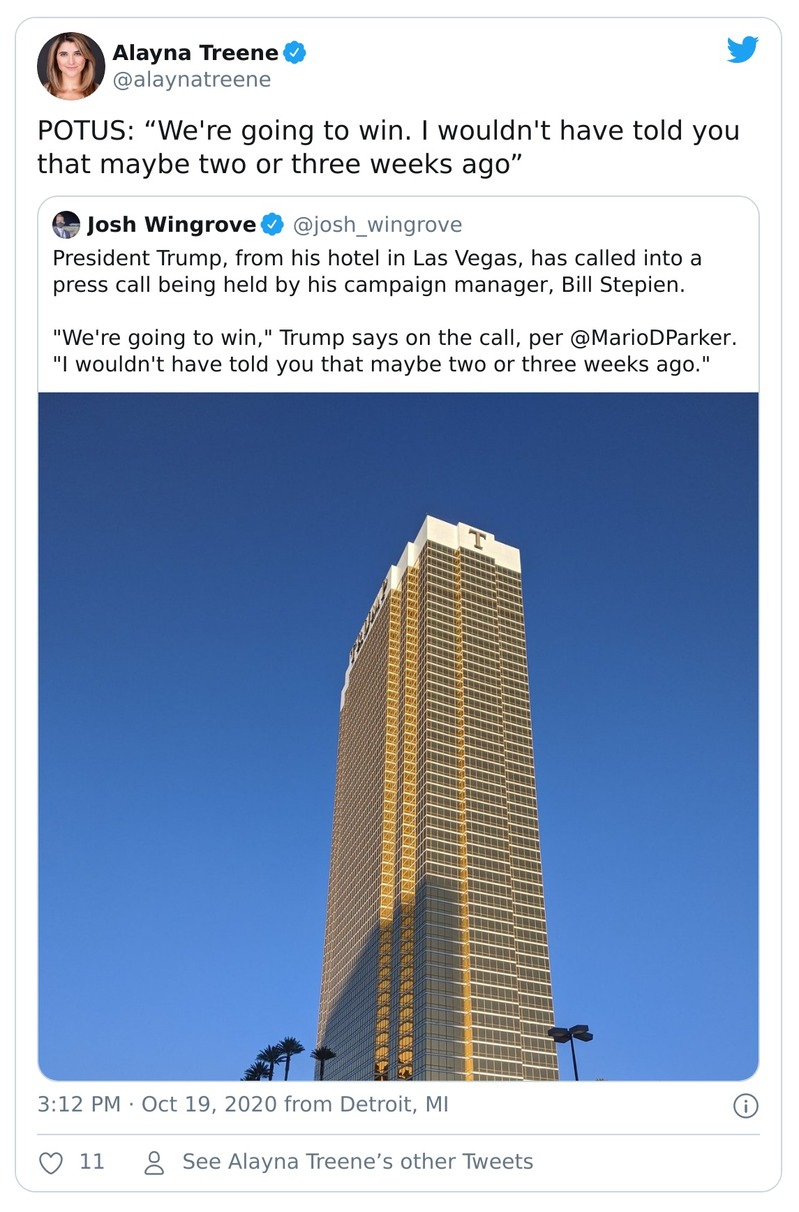 Alayna Treene
@alaynatreene
POTUS: “We're going to win. I wouldn't have told you
that maybe two or three weeks ago”
Josh Wingrove @josh_wingrove
President Trump, from his hotel in Las Vegas, has called into a
press call being held by his campaign manager, Bill Stepien.
"We're going to win," Trump says on the call, per @MarioDParker.
"I wouldn't have told you that maybe two or three weeks ago."
T
TRUMP
3:12 PM · Oct 19, 2020 from Detroit, MI
11
See Alayna Treene’s other Tweets